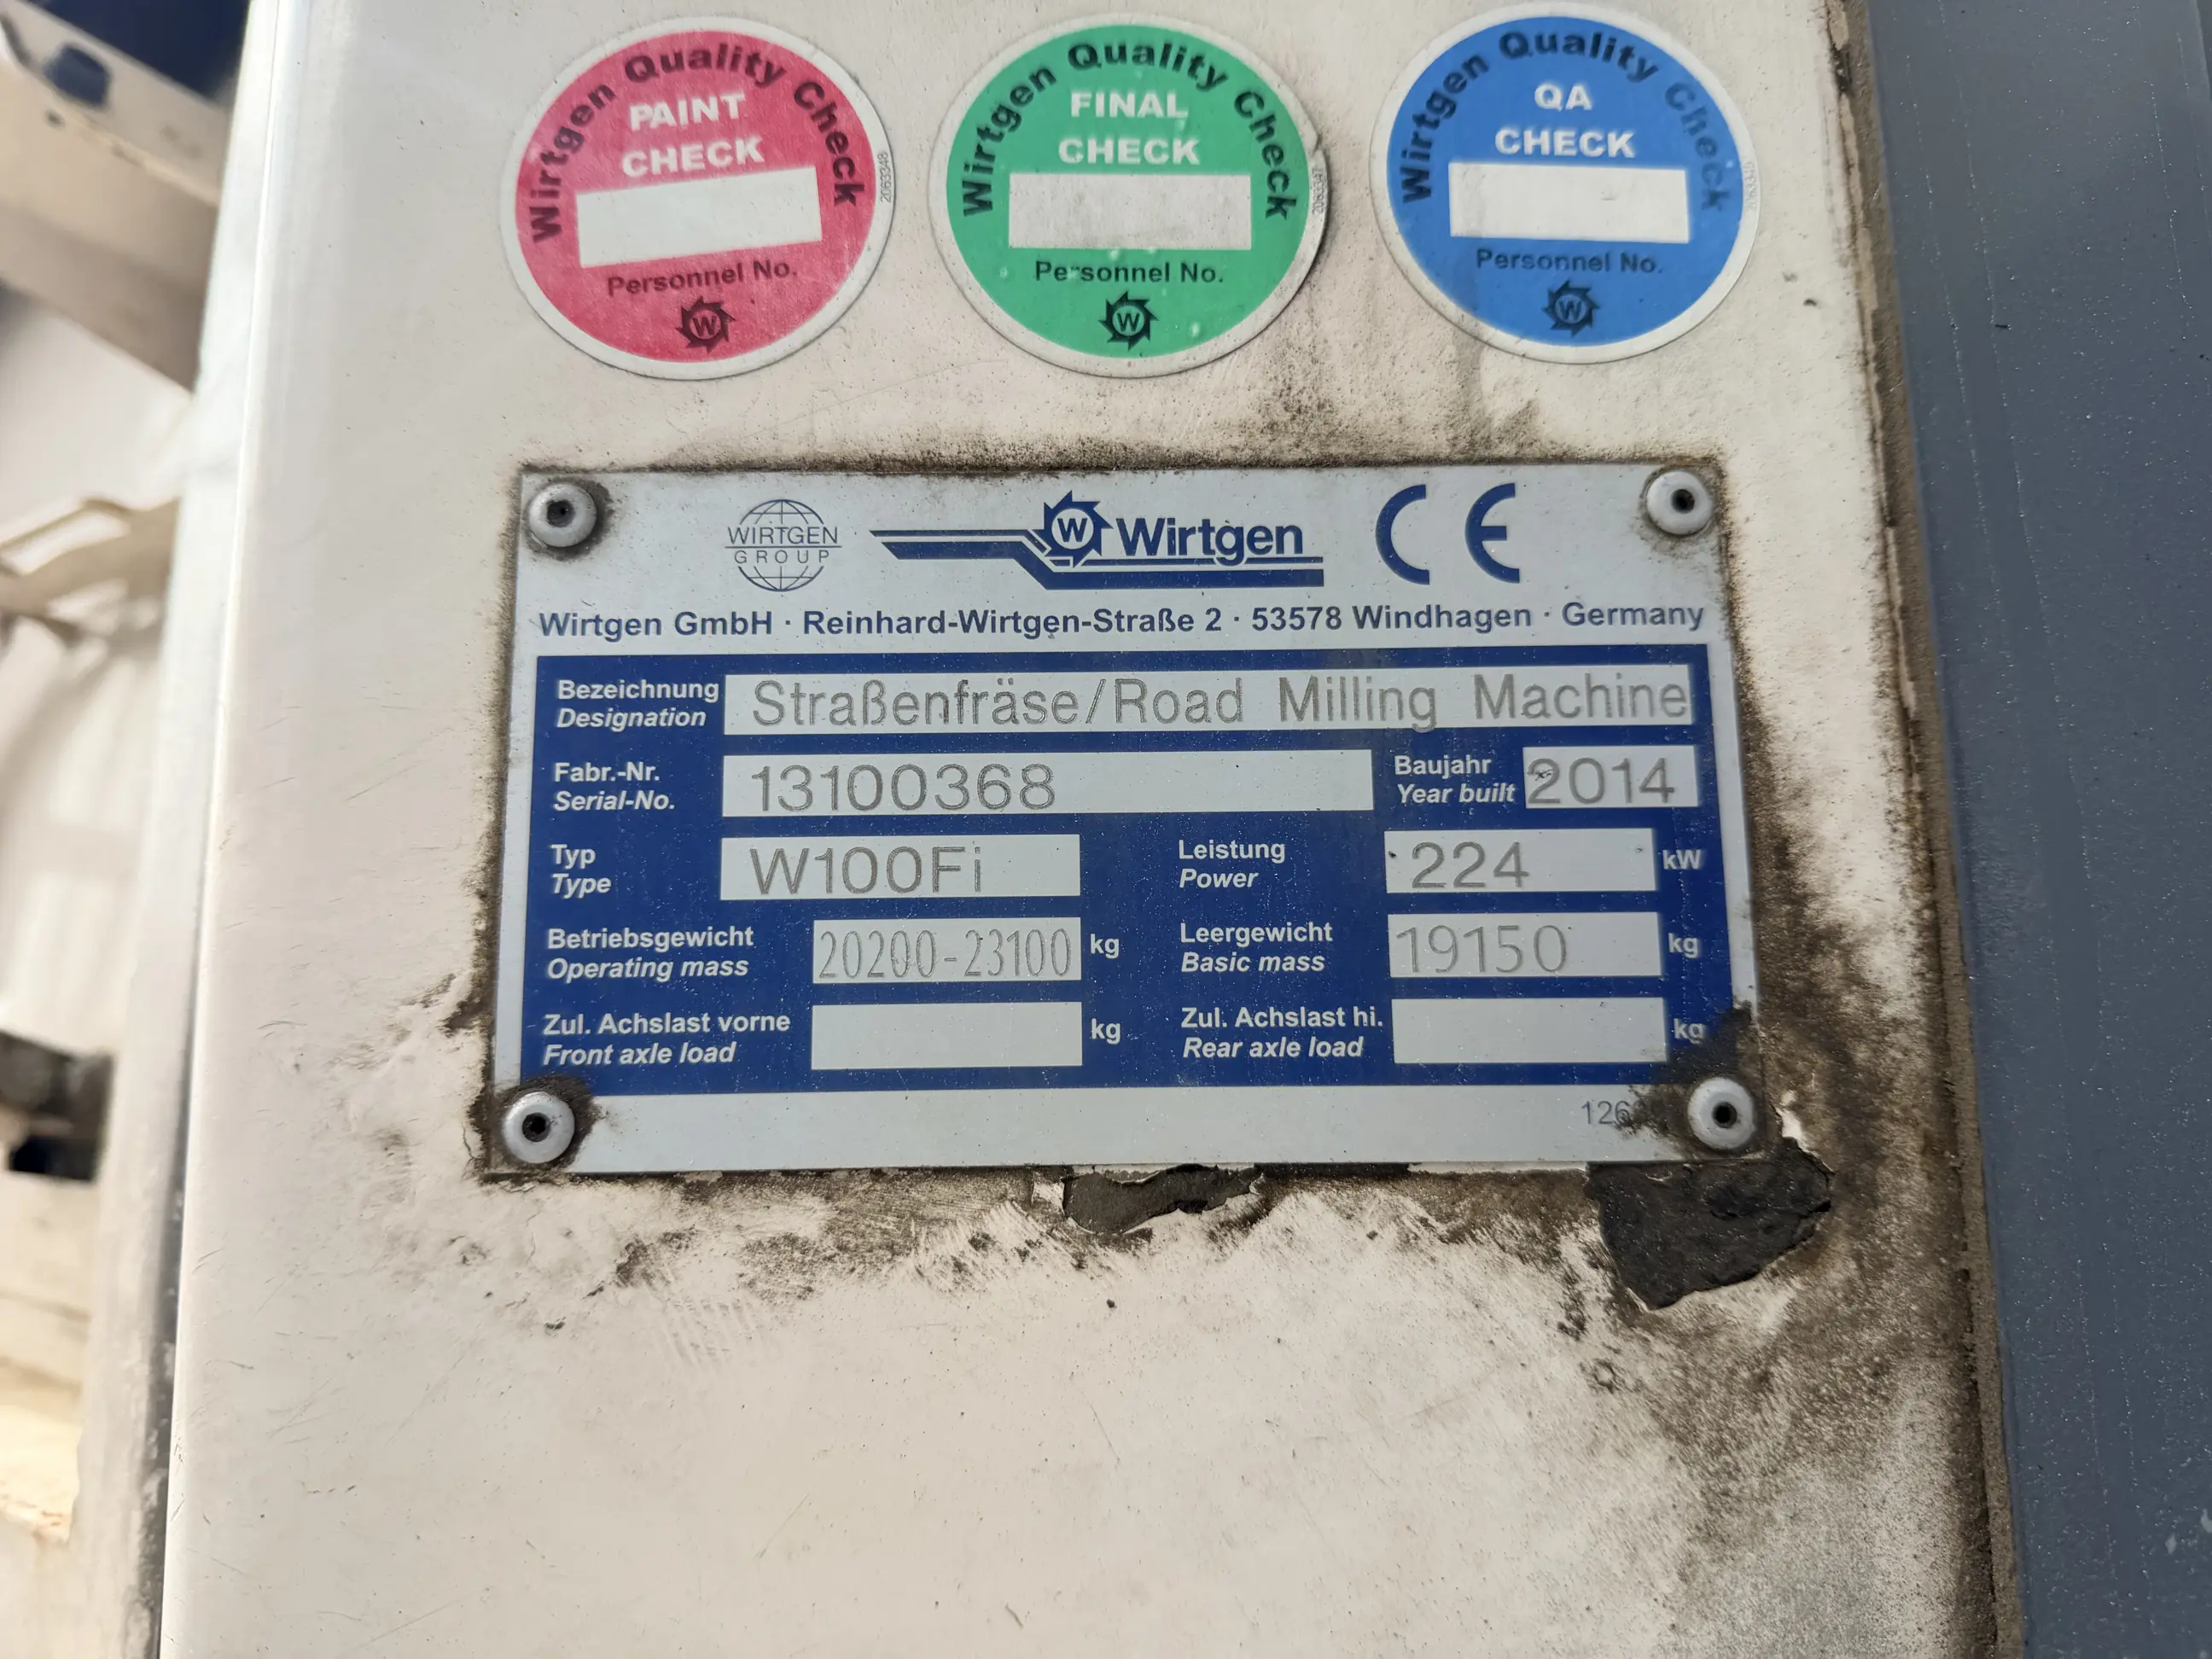 Wirtgen Quality Check
PAINT
CHECK
Personnel No.
W
2063348
Wirtgen Quality Check
FINAL
CHECK
Personnel No.
W
2063347
Wirtgen Quality Check
QA
CHECK
Personnel No.
W
WIRTGEN
GROUP
W Wirtgen
CE
Wirtgen GmbH · Reinhard-Wirtgen-Straße 2 · 53578 Windhagen · Germany
Bezeichnung
Designation
Straßenfräse/Road Milling Machine
Fabr.-Nr.
Serial-No.
13100368
Baujahr
Year built
2014
Typ
Type
W100Fi
Leistung
Power
224 kW
Betriebsgewicht
Operating mass
20200-23100 kg
Leergewicht
Basic mass
19150 kg
Zul. Achslast vorne
Front axle load
kg
Zul. Achslast hi.
Rear axle load
kg